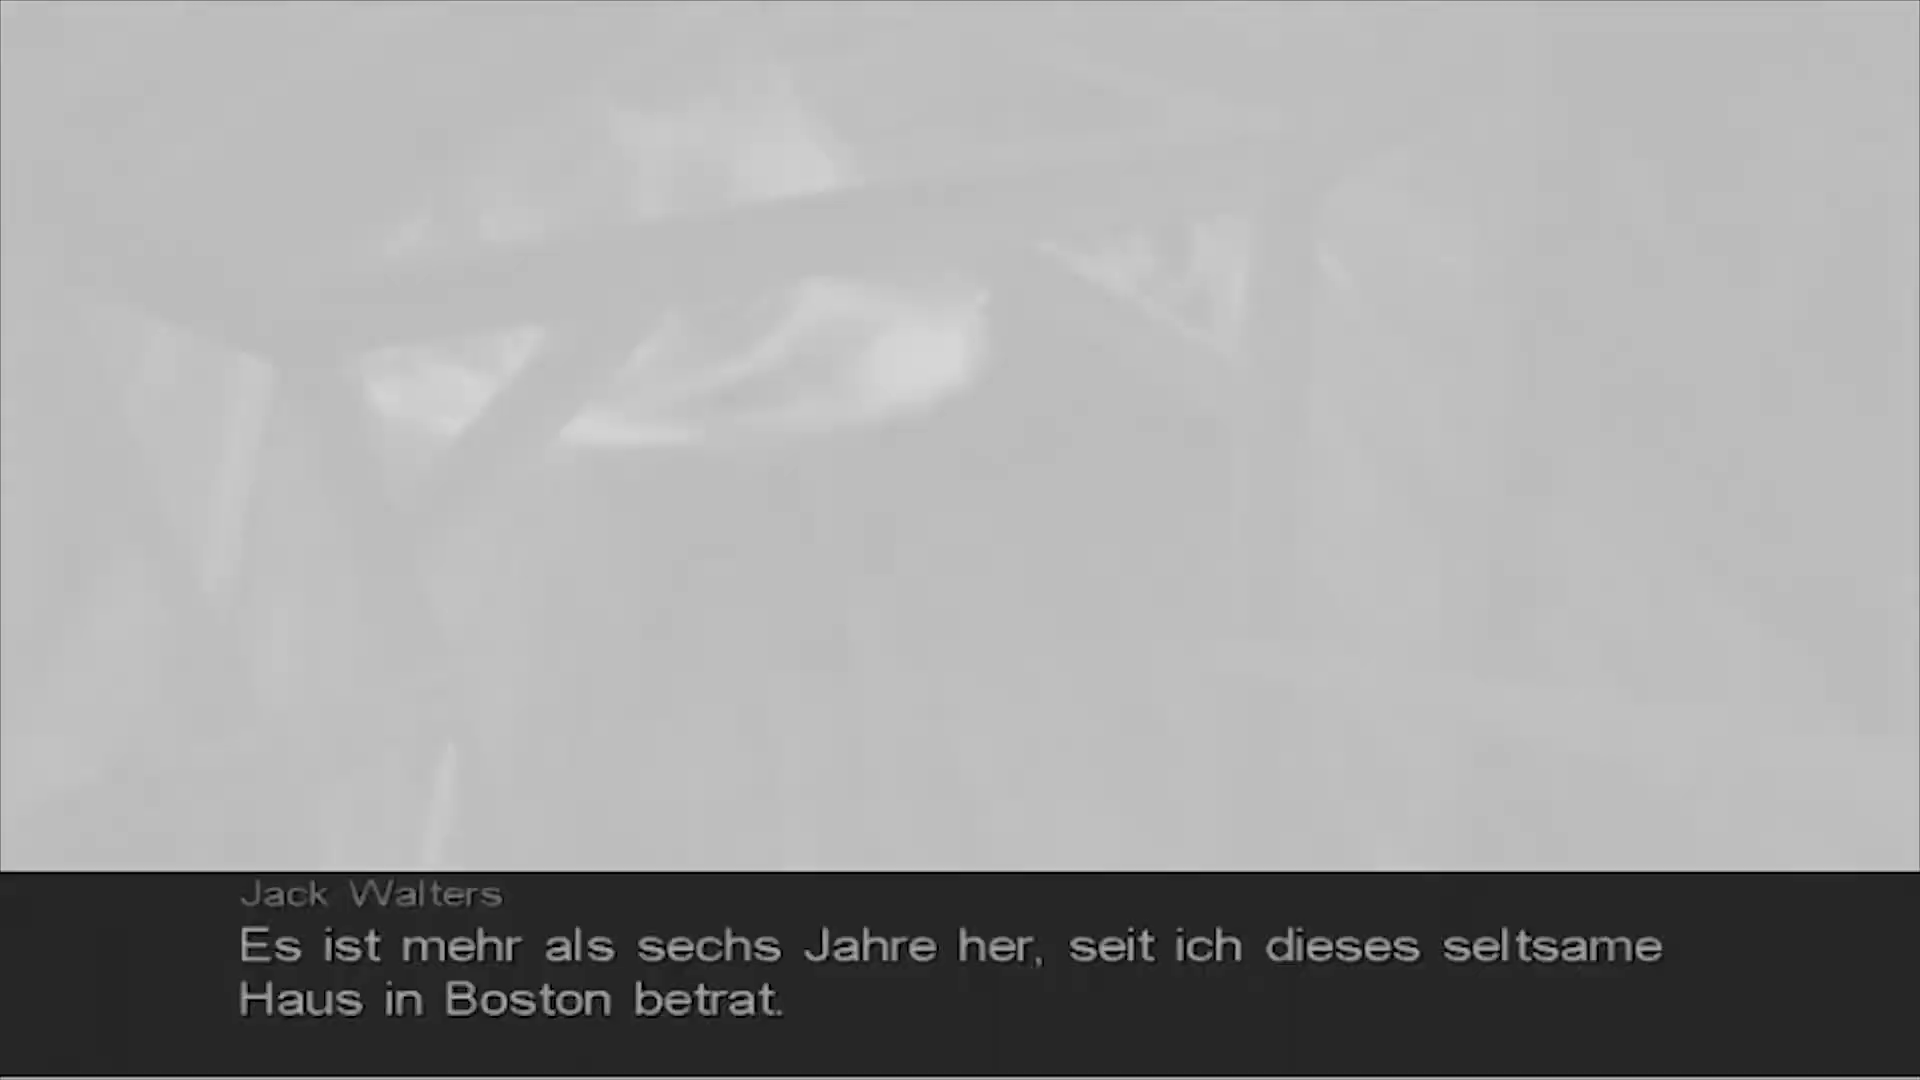 Jack Walters
Es ist mehr als sechs Jahre her, seit ich dieses seltsame
Haus in Boston betrat.